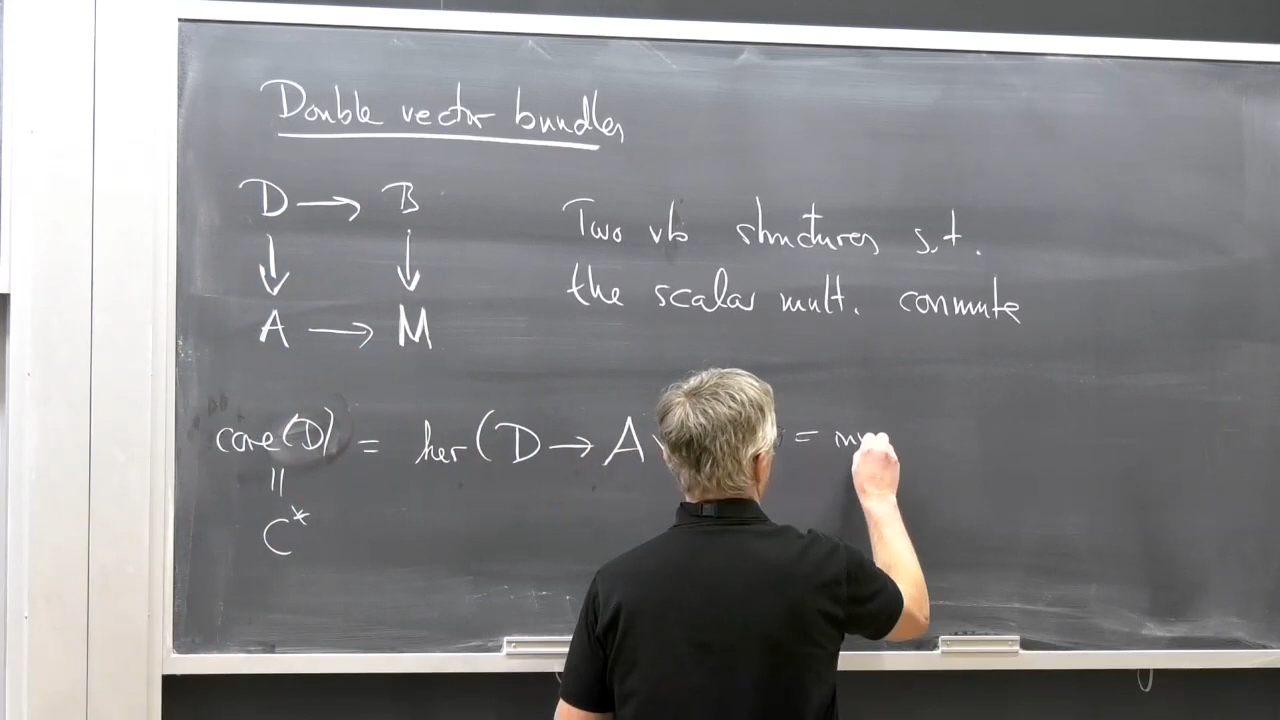 Double vector bundles
D → B
↓ ↓
A → M
Two vb structures s.t.
the scalar mult. commute
core(D) = ker(D → A =
||
C*